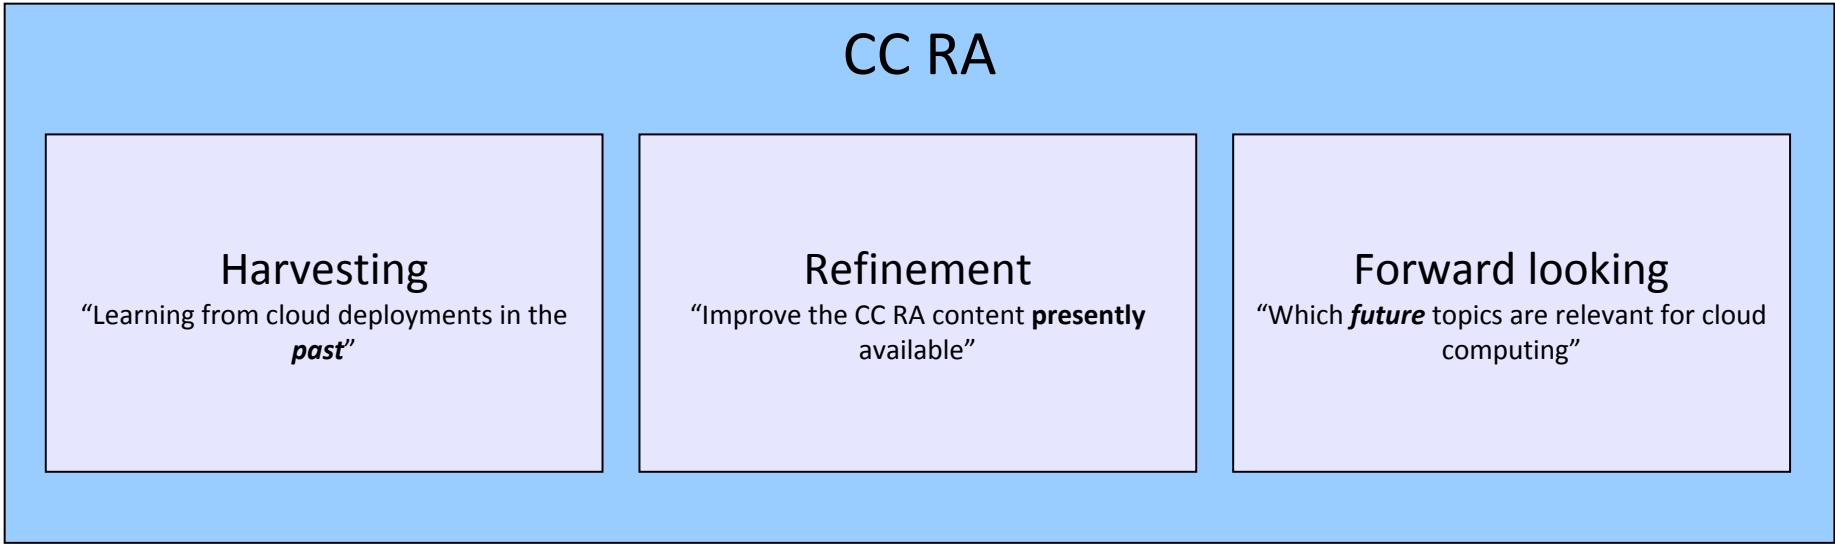 CC RA
Harvesting
“Learning from cloud deployments in the
past”
Refinement
“Improve the CC RA content presently
available”
Forward looking
“Which future topics are relevant for cloud
computing”